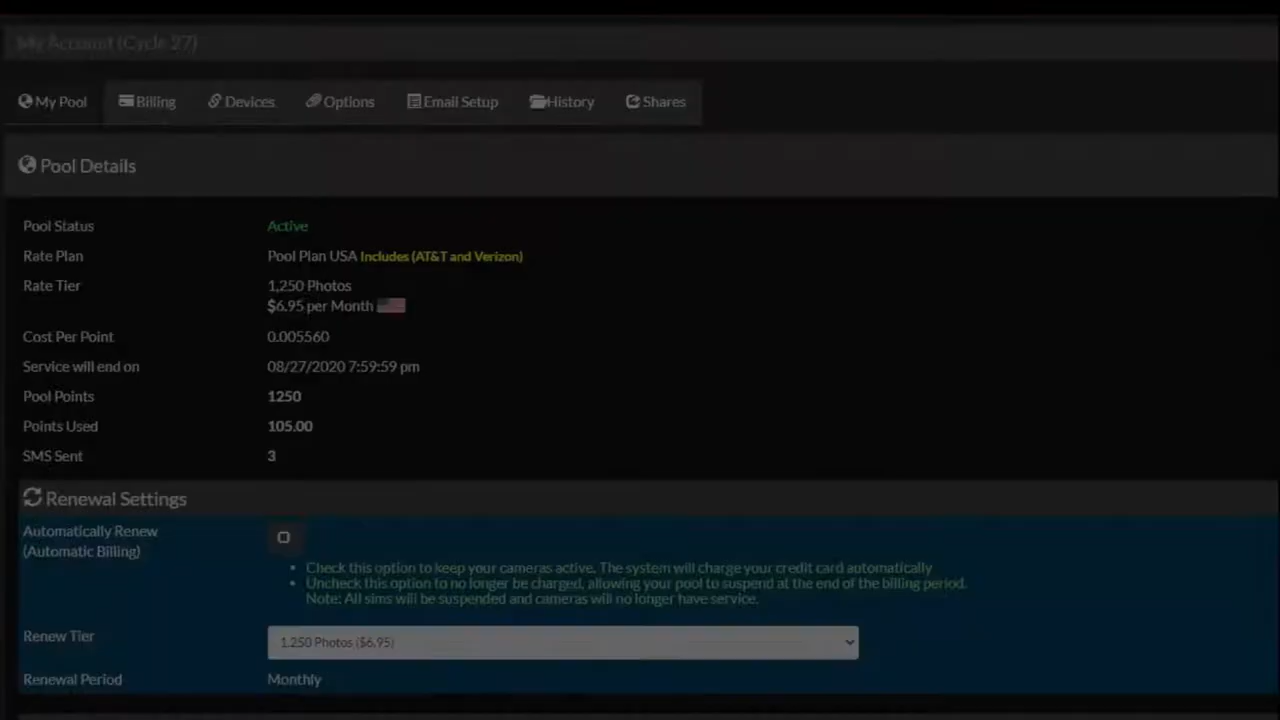 My Account (Cycle 27)
My Pool Billing Devices Options Email Setup History Shares
Pool Details
Pool Status Active
Rate Plan Pool Plan USA Includes (AT&T and Verizon)
Rate Tier 1,250 Photos
$6.95 per Month
Cost Per Point 0.005560
Service will end on 08/27/2020 7:59:59 pm
Pool Points 1250
Points Used 105.00
SMS Sent 3
Renewal Settings
Automatically Renew
(Automatic Billing)
• Check this option to keep your cameras active. The system will charge your credit card automatically
• Uncheck this option to no longer be charged, allowing your pool to suspend at the end of the billing period.
Note: All sims will be suspended and cameras will no longer have service.
Renew Tier 1,250 Photos ($6.95)
Renewal Period Monthly